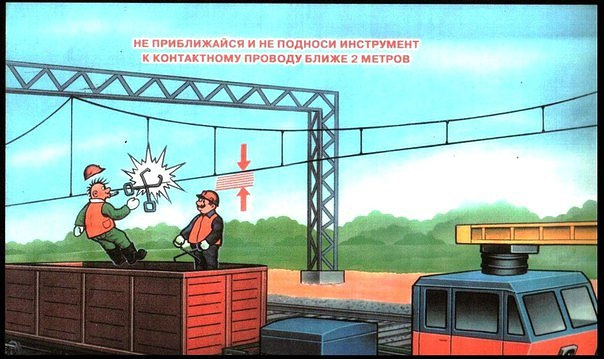 НЕ ПРИБЛИЖАЙСЯ И НЕ ПОДНОСИ ИНСТРУМЕНТ
К КОНТАКТНОМУ ПРОВОДУ БЛИЖЕ 2 МЕТРОВ